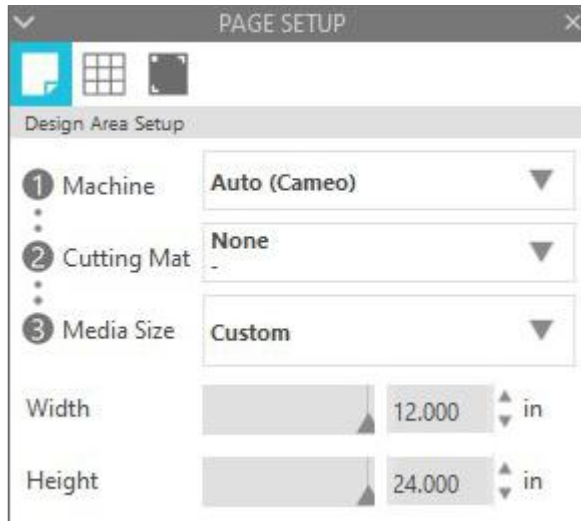 PAGE SETUP
Design Area Setup
1 Machine Auto (Cameo)
2 Cutting Mat None
-
3 Media Size Custom
Width 12.000 in
Height 24.000 in